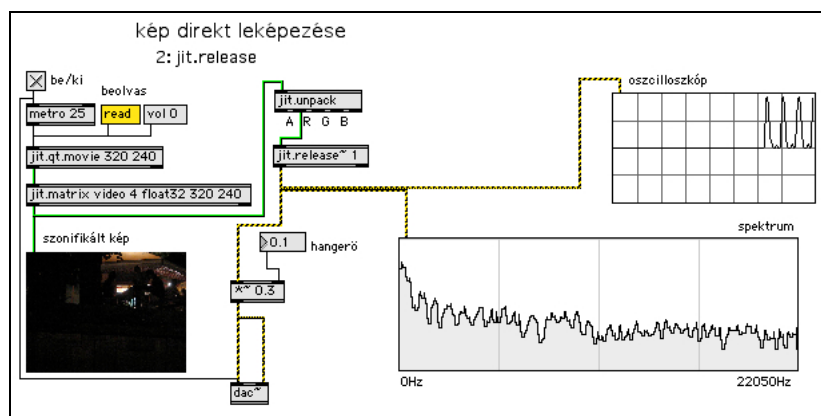 kép direkt leképezése
2: jit.release
be/ki
beolvas
metro 25
read
vol 0
jit.qt.movie 320 240
jit.matrix video 4 float32 320 240
szonifikált kép
jit.unpack
A R G B
jit.release~ 1
0.1
hangerö
*~ 0.3
dac~
oszcilloszkóp
spektrum
0Hz
22050Hz